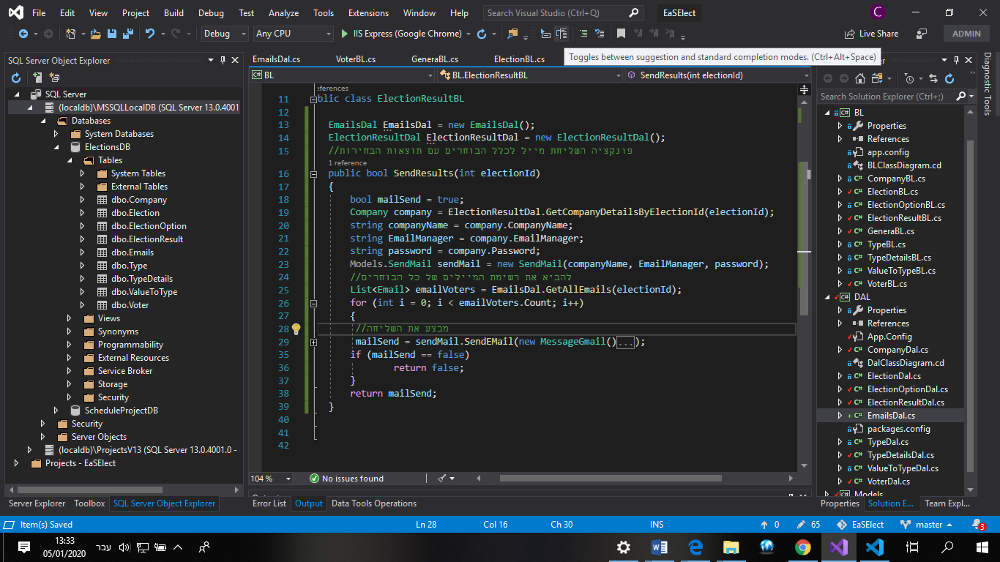 File Edit View Project Build Debug Test Analyze Tools Extensions Window Help Search Visual Studio (Ctrl+Q) EaSElect C
Debug Any CPU IIS Express (Google Chrome) Live Share ADMIN
SQL Server Object Explorer
SQL Server
(localdb)\MSSQLLocalDB (SQL Server 13.0.4001
Databases
System Databases
ElectionsDB
Tables
System Tables
External Tables
dbo.Company
dbo.Election
dbo.ElectionOption
dbo.ElectionResult
dbo.Emails
dbo.Type
dbo.TypeDetails
dbo.ValueToType
dbo.Voter
Views
Synonyms
Programmability
External Resources
Service Broker
Storage
Security
ScheduleProjectDB
Security
Server Objects
(localdb)\ProjectsV13 (SQL Server 13.0.4001.0 -
Projects - EaSElect
Server Explorer Toolbox SQL Server Object Explorer
EmailsDal.cs VoterBL.cs GeneraBL.cs ElectionBL.cs
Toggles between suggestion and standard completion modes. (Ctrl+Alt+Space)
BL BL.ElectionResultBL SendResults(int electionId)
eferences
11 blic class ElectionResultBL
12
13 EmailsDal EmailsDal = new EmailsDal();
14 ElectionResultDal ElectionResultDal = new ElectionResultDal();
15 //פונקציה השליחת מייל לכלל הבוחרים עם תוצאות הבחירות
1 reference
16 public bool SendResults(int electionId)
17 {
18 bool mailSend = true;
19 Company company = ElectionResultDal.GetCompanyDetailsByElectionId(electionId);
20 string companyName = company.CompanyName;
21 string EmailManager = company.EmailManager;
22 string password = company.Password;
23 Models.SendMail sendMail = new SendMail(companyName, EmailManager, password);
24 //להביא את רשימת המיילים של כל הבוחרים
25 List<Email> emailVoters = EmailsDal.GetAllEmails(electionId);
26 for (int i = 0; i < emailVoters.Count; i++)
27 {
28 //מבצע את השליחה
29 mailSend = sendMail.SendEMail(new MessageGmail()...);
35 if (mailSend == false)
36 return false;
37 }
38 return mailSend;
39 }
40
41
42
104 % No issues found
Error List Output Data Tools Operations
Search Solution Explorer (Ctrl+;)
BL
Properties
References
app.config
BLClassDiagram.cd
CompanyBL.cs
ElectionBL.cs
ElectionOptionBL.cs
ElectionResultBL.cs
GeneraBL.cs
TypeBL.cs
TypeDetailsBL.cs
ValueToTypeBL.cs
VoterBL.cs
DAL
Properties
References
App.Config
CompanyDal.cs
DalClassDiagram.cd
ElectionDal.cs
ElectionOptionDal.cs
ElectionResultDal.cs
EmailsDal.cs
packages.config
TypeDal.cs
TypeDetailsDal.cs
ValueToTypeDal.cs
VoterDal.cs
Models
Properties Solution E... Team Expl...
Diagnostic Tools
Item(s) Saved Ln 28 Col 16 Ch 30 INS 0 65 EaSElect master 3
13:33
05/01/2020
עבר